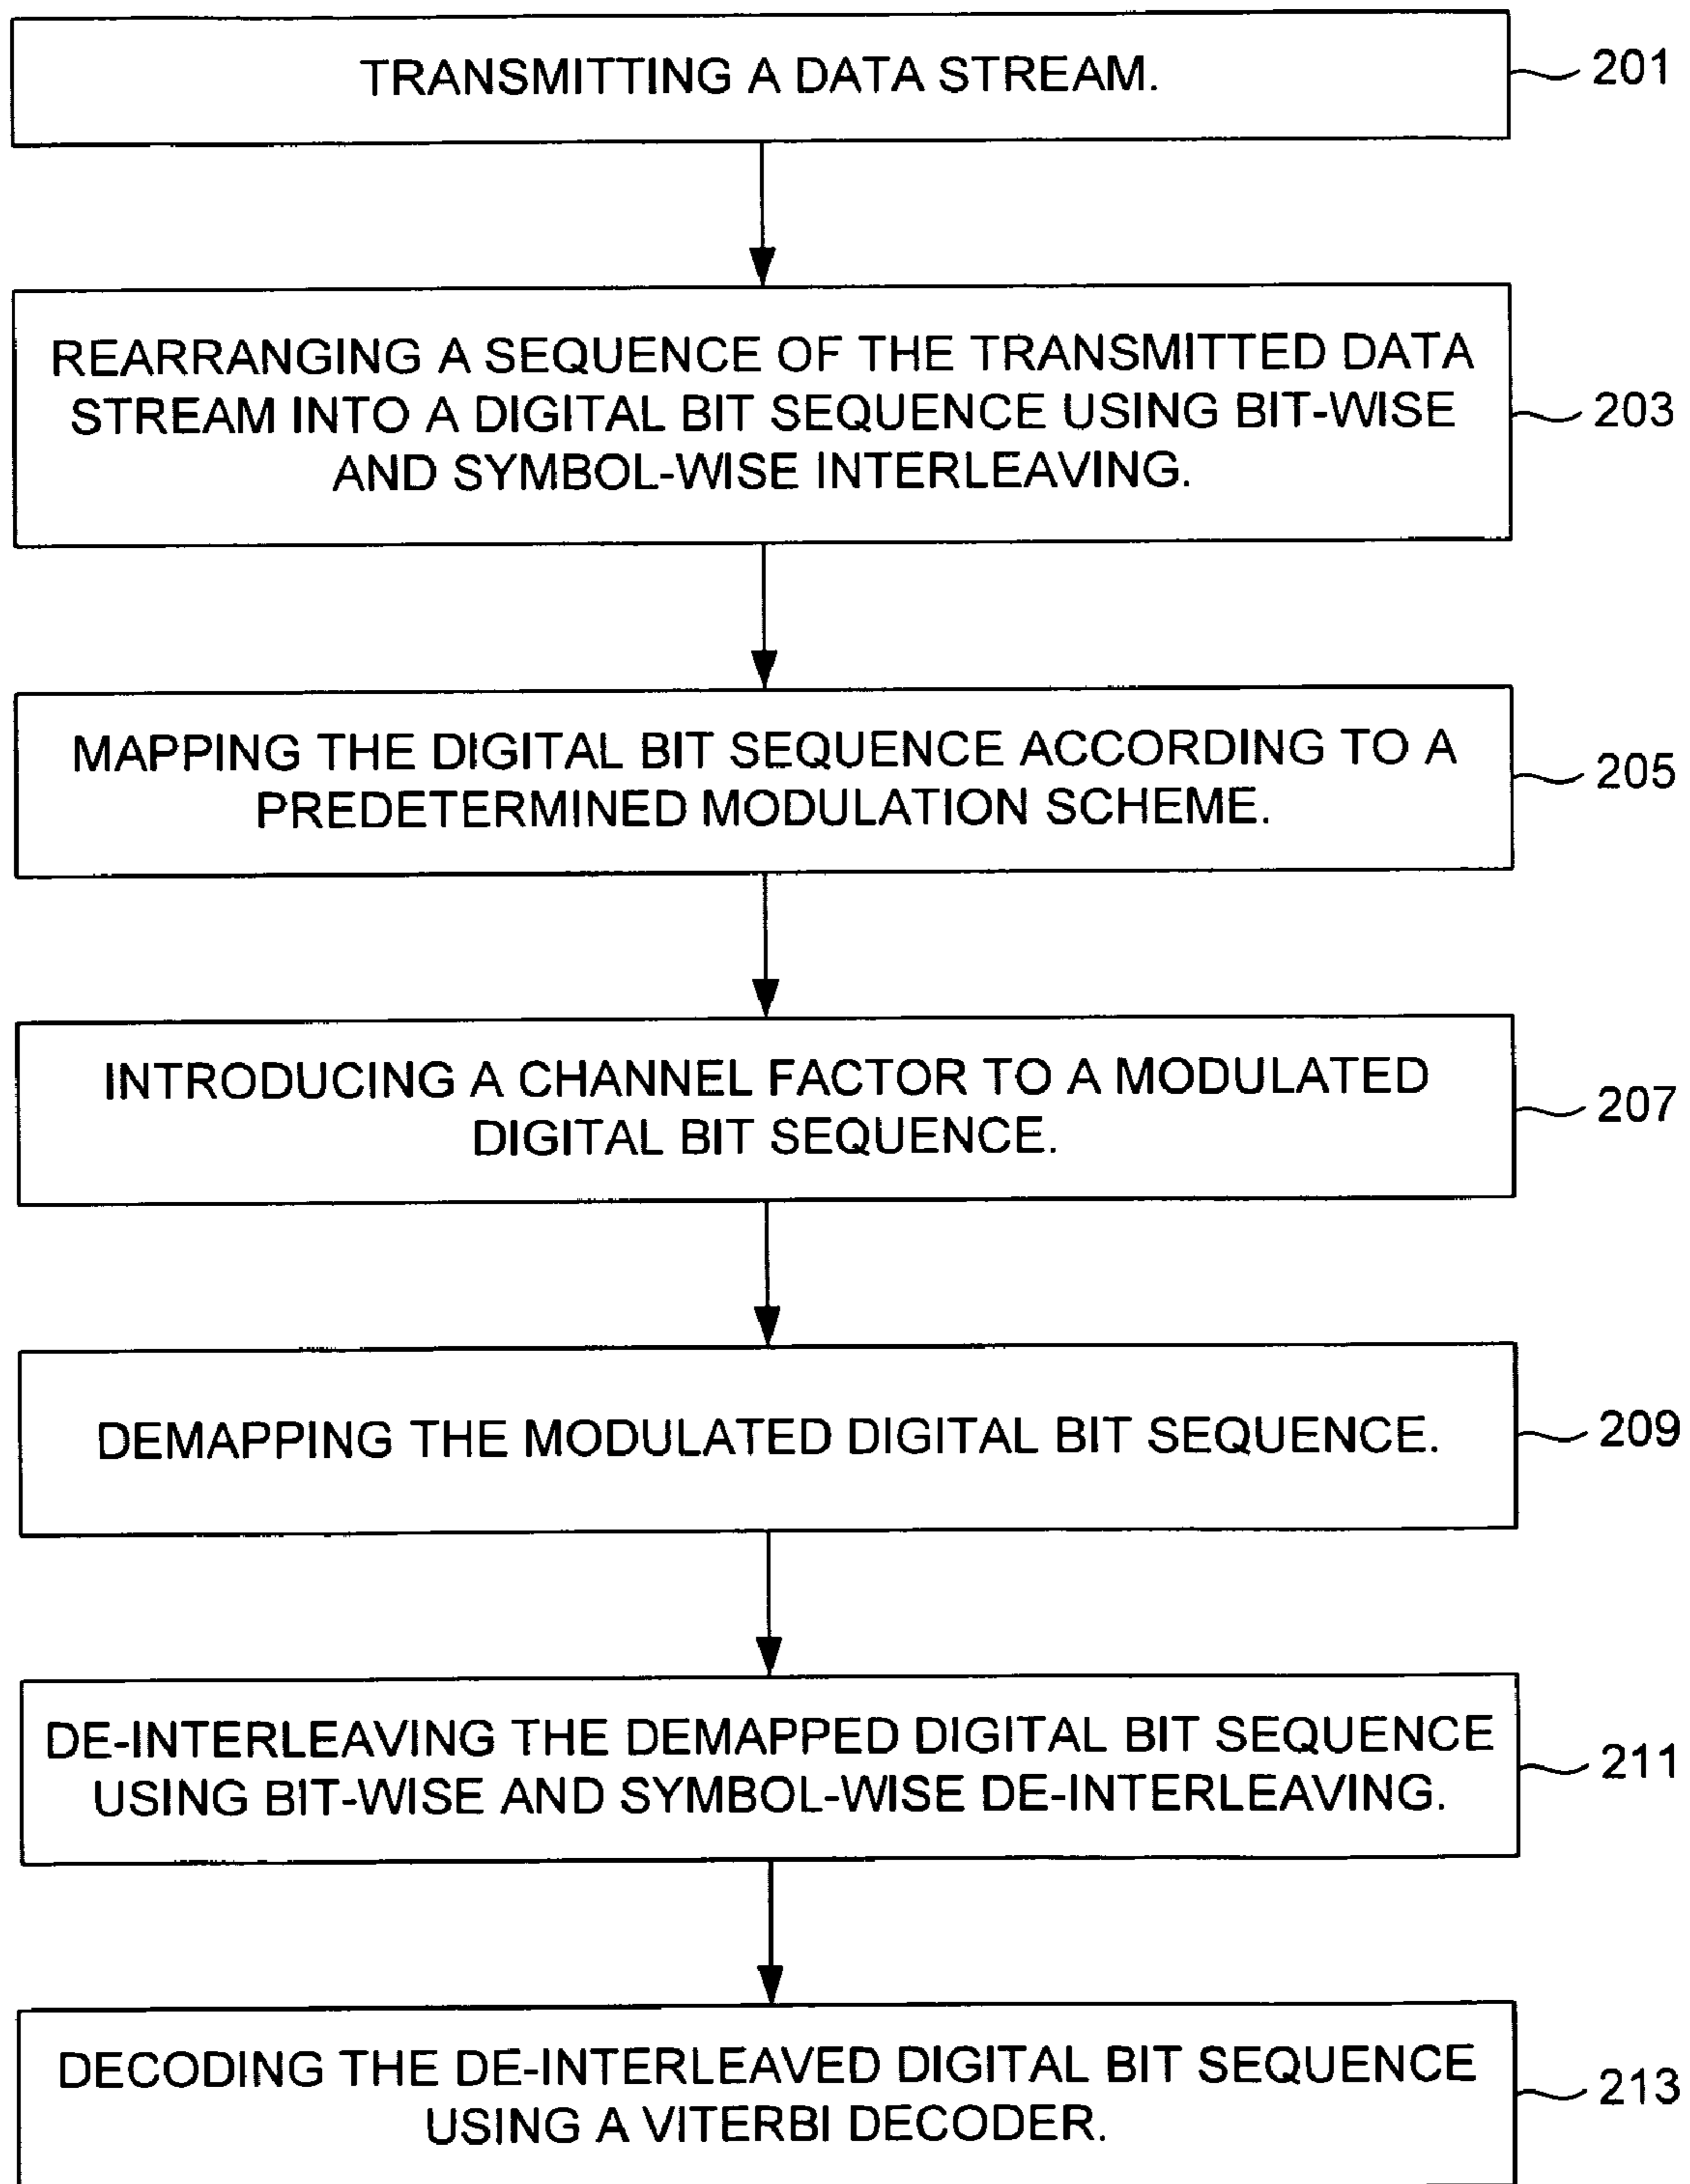 TRANSMITTING A DATA STREAM.
201
REARRANGING A SEQUENCE OF THE TRANSMITTED DATA
STREAM INTO A DIGITAL BIT SEQUENCE USING BIT-WISE
AND SYMBOL-WISE INTERLEAVING.
203
MAPPING THE DIGITAL BIT SEQUENCE ACCORDING TO A
PREDETERMINED MODULATION SCHEME.
205
INTRODUCING A CHANNEL FACTOR TO A MODULATED
DIGITAL BIT SEQUENCE.
207
DEMAPPING THE MODULATED DIGITAL BIT SEQUENCE.
209
DE-INTERLEAVING THE DEMAPPED DIGITAL BIT SEQUENCE
USING BIT-WISE AND SYMBOL-WISE DE-INTERLEAVING.
211
DECODING THE DE-INTERLEAVED DIGITAL BIT SEQUENCE
USING A VITERBI DECODER.
213